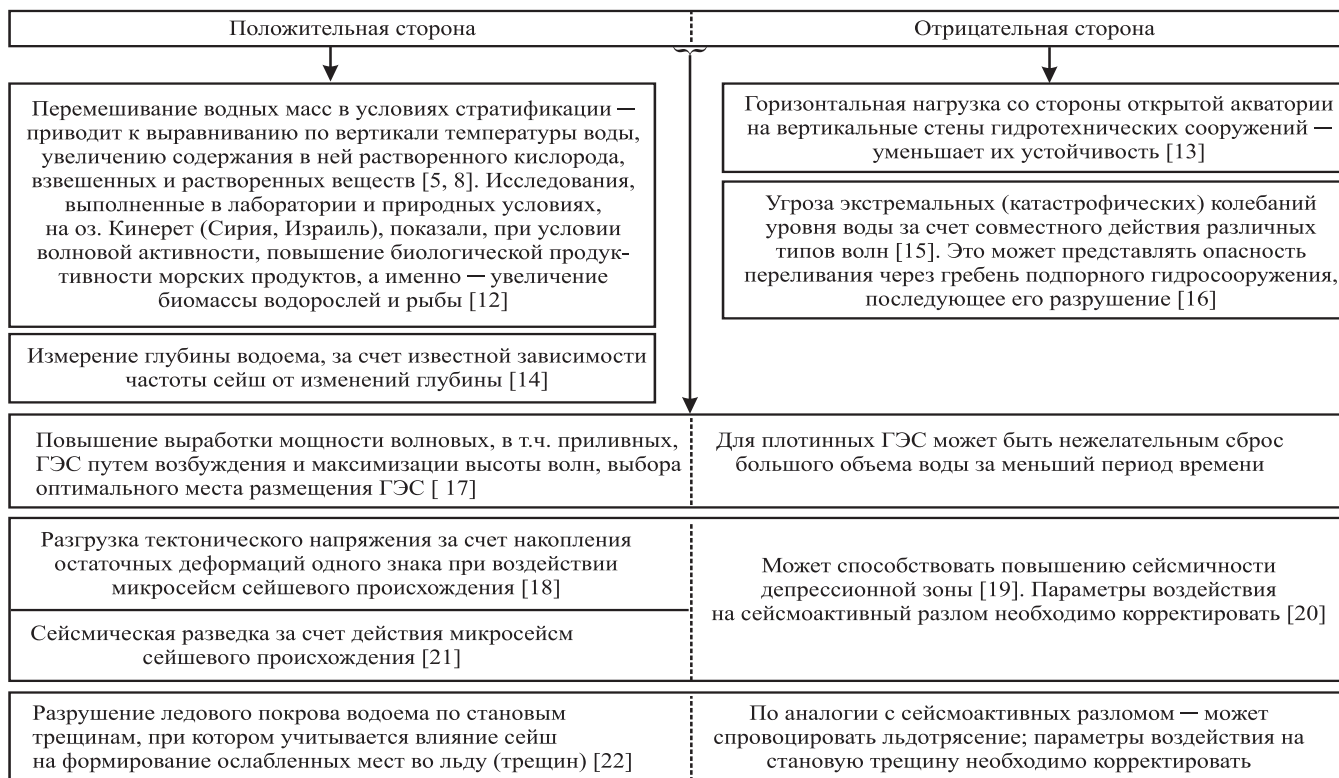 Положительная сторона
Отрицательная сторона
Перемешивание водных масс в условиях стратификации —
приводит к выравниванию по вертикали температуры воды,
увеличению содержания в ней растворенного кислорода,
взвешенных и растворенных веществ [5, 8]. Исследования,
выполненные в лаборатории и природных условиях,
на оз. Кинерет (Сирия, Израиль), показали, при условии
волновой активности, повышение биологической продук-
тивности морских продуктов, а именно — увеличение
биомассы водорослей и рыбы [12]
Измерение глубины водоема, за счет известной зависимости
частоты сейш от изменений глубины [14]
Горизонтальная нагрузка со стороны открытой акватории
на вертикальные стены гидротехнических сооружений —
уменьшает их устойчивость [13]
Угроза экстремальных (катастрофических) колебаний
уровня воды за счет совместного действия различных
типов волн [15]. Это может представлять опасность
переливания через гребень подпорного гидросооружения,
последующее его разрушение [16]
Повышение выработки мощности волновых, в т.ч. приливных,
ГЭС путем возбуждения и максимизации высоты волн, выбора
оптимального места размещения ГЭС [ 17]
Для плотинных ГЭС может быть нежелательным сброс
большого объема воды за меньший период времени
Разгрузка тектонического напряжения за счет накопления
остаточных деформаций одного знака при воздействии
микросейсм сейшевого происхождения [18]
Сейсмическая разведка за счет действия микросейсм
сейшевого происхождения [21]
Может способствовать повышению сейсмичности
депрессионной зоны [19]. Параметры воздействия
на сейсмоактивный разлом необходимо корректировать [20]
Разрушение ледового покрова водоема по становым
трещинам, при котором учитывается влияние сейш
на формирование ослабленных мест во льду (трещин) [22]
По аналогии с сейсмоактивных разломом — может
спровоцировать льдотрясение; параметры воздействия на
становую трещину необходимо корректировать